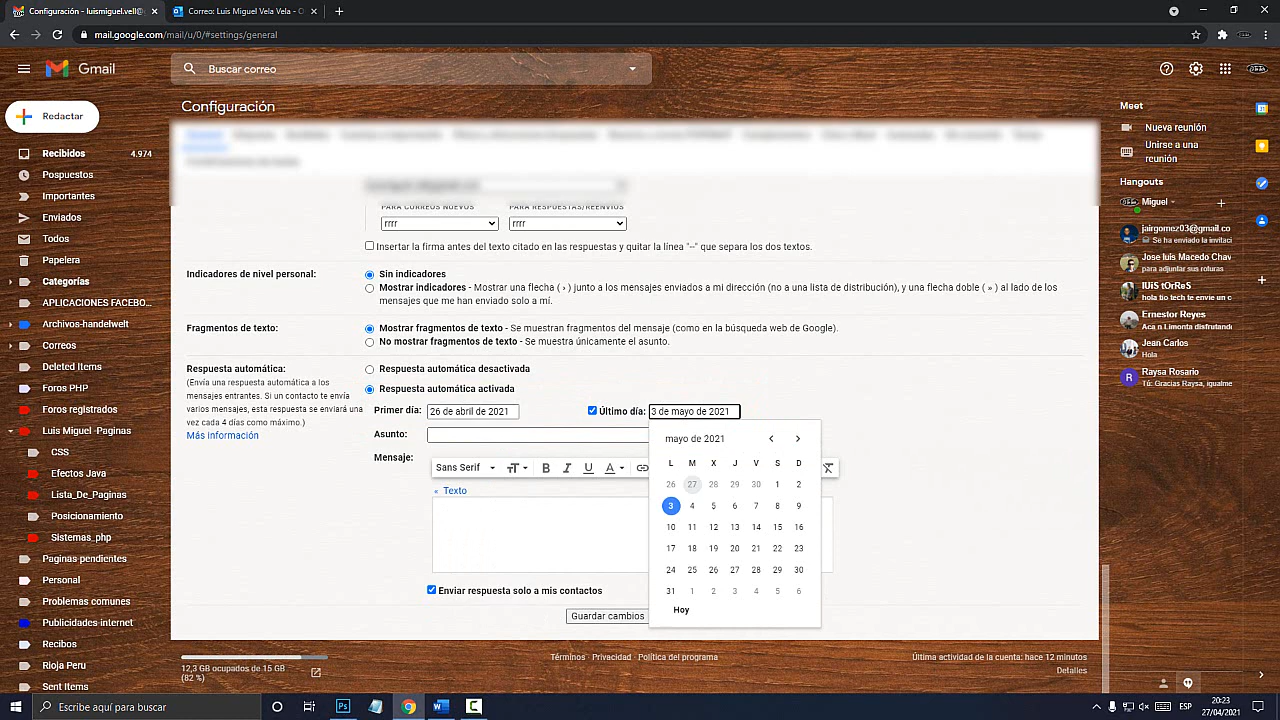 Configuración - luismiguel.vell@
Correo: Luis Miguel Vela Vela - O
mail.google.com/mail/u/0/#settings/general
Gmail
Buscar correo
Redactar
Recibidos 4.974
Pospuestos
Importantes
Enviados
Todos
Papelera
Categorías
APLICACIONES FACEBO...
Archivos-handelwelt
Correos
Deleted Items
Foros PHP
Foros registrados
Luis Miguel -Paginas
CSS
Efectos Java
Lista_De_Paginas
Posicionamiento
Sistemas_php
Paginas pendientes
Personal
Problemas comunes
Publicidades-internet
Recibos
Rioja Peru
Sent Items
Configuración
PARA CORREOS NUEVOS PARA RESPUESTAS/REENVÍOS
rrrr rrrr
Insertar la firma antes del texto citado en las respuestas y quitar la línea "--" que separa los dos textos.
Indicadores de nivel personal:
Sin indicadores
Mostrar indicadores - Mostrar una flecha ( › ) junto a los mensajes enviados a mi dirección (no a una lista de distribución), y una flecha doble ( » ) al lado de los
mensajes que me han enviado solo a mí.
Fragmentos de texto:
Mostrar fragmentos de texto - Se muestran fragmentos del mensaje (como en la búsqueda web de Google).
No mostrar fragmentos de texto - Se muestra únicamente el asunto.
Respuesta automática:
(Envía una respuesta automática a los
mensajes entrantes. Si un contacto te envía
varios mensajes, esta respuesta se enviará una
vez cada 4 días como máximo.)
Más información
Respuesta automática desactivada
Respuesta automática activada
Primer día: 26 de abril de 2021 Último día: 3 de mayo de 2021
Asunto:
Mensaje:
Sans Serif
« Texto
mayo de 2021
L M X J V S D
26 27 28 29 30 1 2
3 4 5 6 7 8 9
10 11 12 13 14 15 16
17 18 19 20 21 22 23
24 25 26 27 28 29 30
31 1 2 3 4 5 6
Hoy
Enviar respuesta solo a mis contactos
Guardar cambios
12,3 GB ocupados de 15 GB
(82 %)
Términos · Privacidad · Política del programa
Última actividad de la cuenta: hace 12 minutos
Detalles
Meet
Nueva reunión
Unirse a una
reunión
Hangouts
Miguel
jairgomez03@gmail.co
Se ha enviado la invitaci
Jose luis Macedo Chav
para adjuntar sus roturas
lUiS tOrReS
hola tio tech te envie un c
Ernestor Reyes
Aca n Limonta disfrutando
Jean Carlos
Hola
R
Raysa Rosario
Tú: Gracias Raysa, igualme
Escribe aquí para buscar
ESP
20:23
27/04/2021